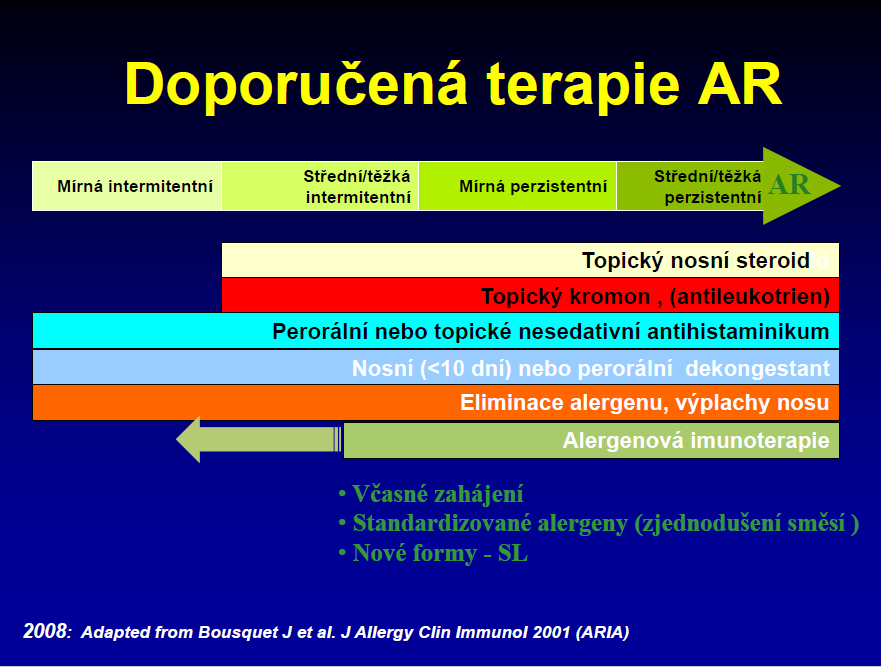 Doporučená terapie AR
Mírná intermitentní
Střední/těžká
intermitentní
Mírná perzistentní
Střední/těžká
perzistentní
AR
Topický nosní steroid
Topický kromon , (antileukotrien)
Perorální nebo topické nesedativní antihistaminikum
Nosní (<10 dní) nebo perorální dekongestant
Eliminace alergenu, výplachy nosu
Alergenová imunoterapie
• Včasné zahájení
• Standardizované alergeny (zjednodušení směsí )
• Nové formy - SL
2008: Adapted from Bousquet J et al. J Allergy Clin Immunol 2001 (ARIA)